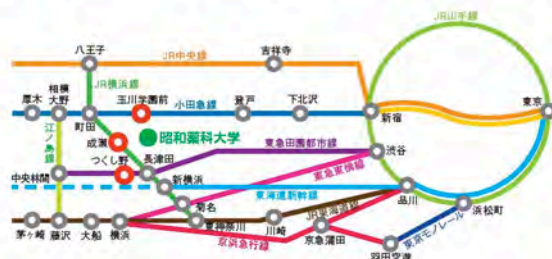 JR山手線
八王子
JR中央線
吉祥寺
JR横浜線
厚木
相模
大野
玉川学園前
小田急線
登戸
下北沢
新宿
東京
町田
江ノ島線
成瀬
昭和薬科大学
つくし野
長津田
東急田園都市線
渋谷
中央林間
新横浜
東急東横線
東海道新幹線
品川
菊名
JR東海道線
浜松町
茅ヶ崎
藤沢
大船
横浜
東神奈川
川崎
京浜急行線
京急蒲田
東京モノレール
羽田空港